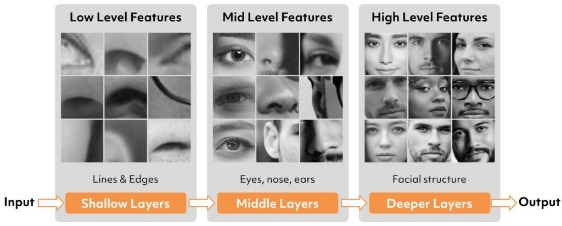 Low Level Features
Mid Level Features
High Level Features
Lines & Edges
Eyes, nose, ears
Facial structure
Input
Shallow Layers
Middle Layers
Deeper Layers
Output